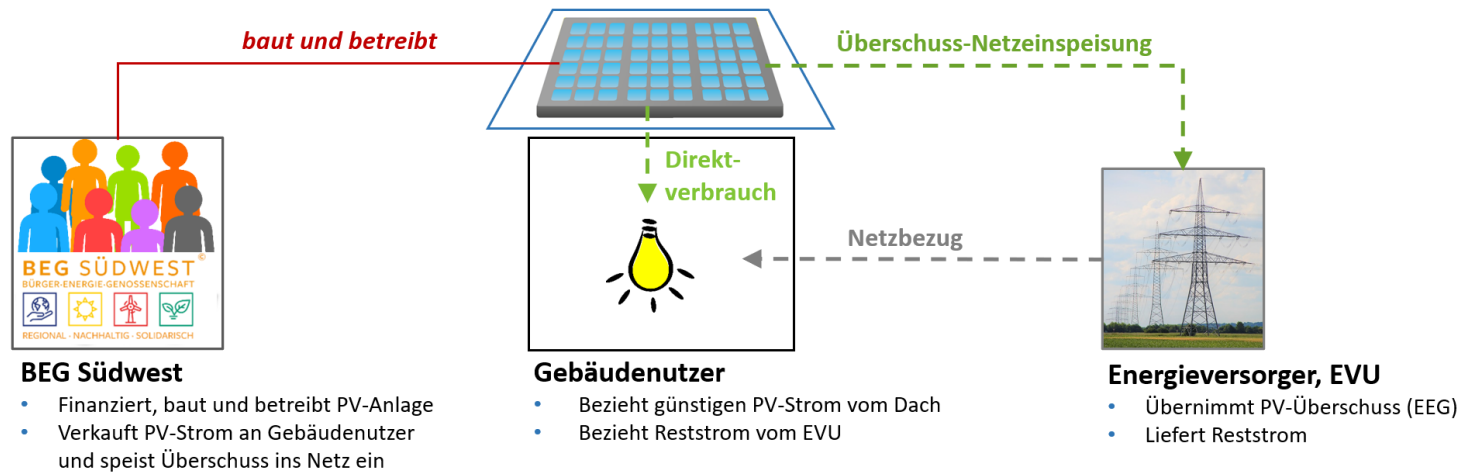 baut und betreibt
Überschuss-Netzeinspeisung
Direkt-
verbrauch
Netzbezug
BEG SÜDWEST©
BÜRGER-ENERGIE-GENOSSENSCHAFT
REGIONAL - NACHHALTIG - SOLIDARISCH
BEG Südwest
• Finanziert, baut und betreibt PV-Anlage
• Verkauft PV-Strom an Gebäudenutzer
und speist Überschuss ins Netz ein
Gebäudenutzer
• Bezieht günstigen PV-Strom vom Dach
• Bezieht Reststrom vom EVU
Energieversorger, EVU
• Übernimmt PV-Überschuss (EEG)
• Liefert Reststrom